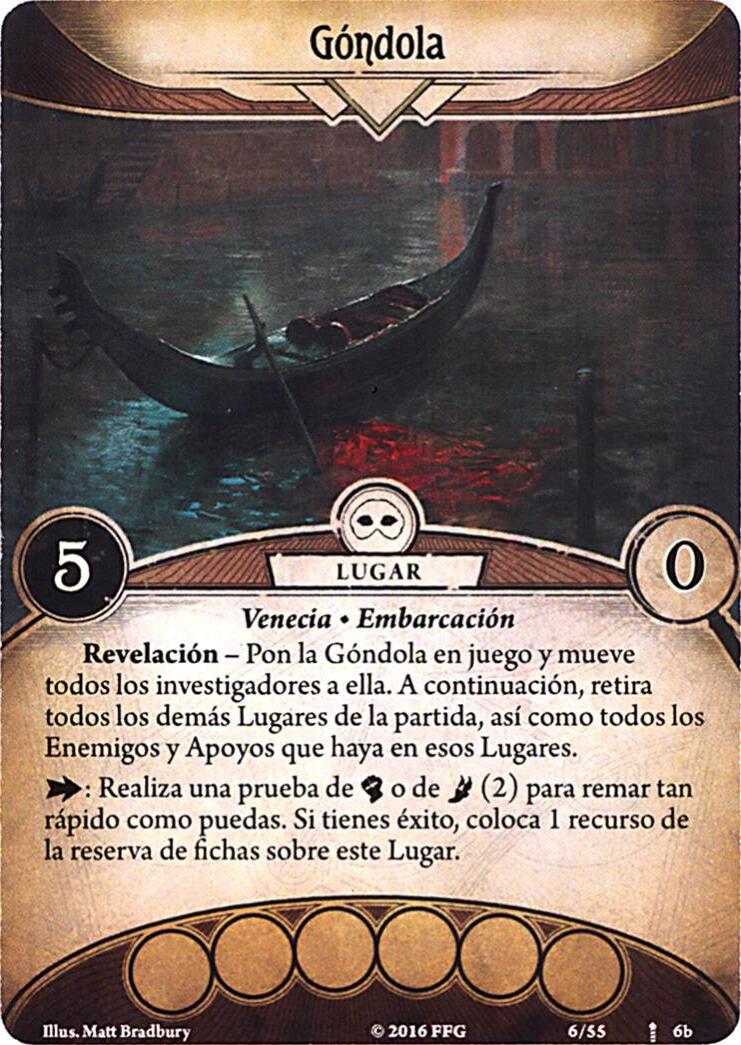 Góndola
5
LUGAR
0
Venecia • Embarcación
Revelación – Pon la Góndola en juego y mueve
todos los investigadores a ella. A continuación, retira
todos los demás Lugares de la partida, así como todos los
Enemigos y Apoyos que haya en esos Lugares.
: Realiza una prueba de o de (2) para remar tan
rápido como puedas. Si tienes éxito, coloca 1 recurso de
la reserva de fichas sobre este Lugar.
Illus. Matt Bradbury © 2016 FFG 6/55 6b